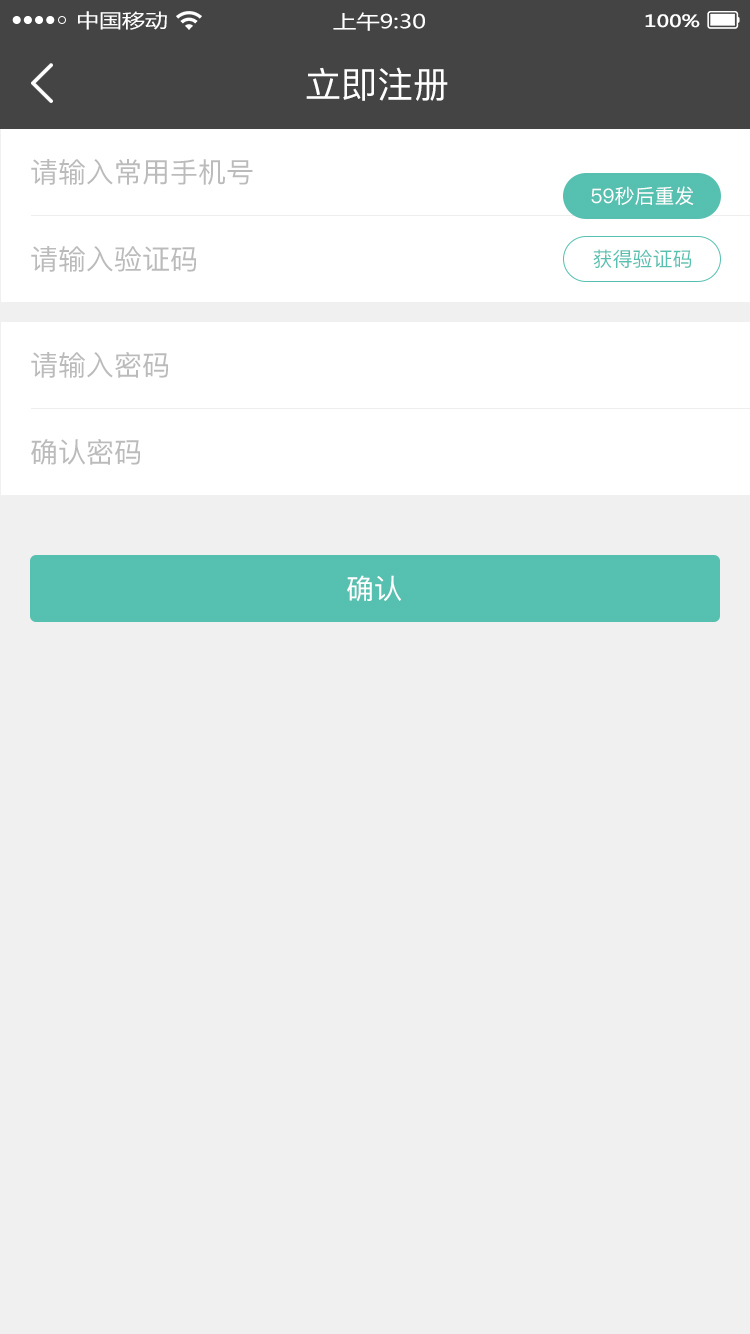 中国移动 上午9:30 100%
立即注册
请输入常用手机号
59秒后重发
请输入验证码 获得验证码
请输入密码
确认密码
确认